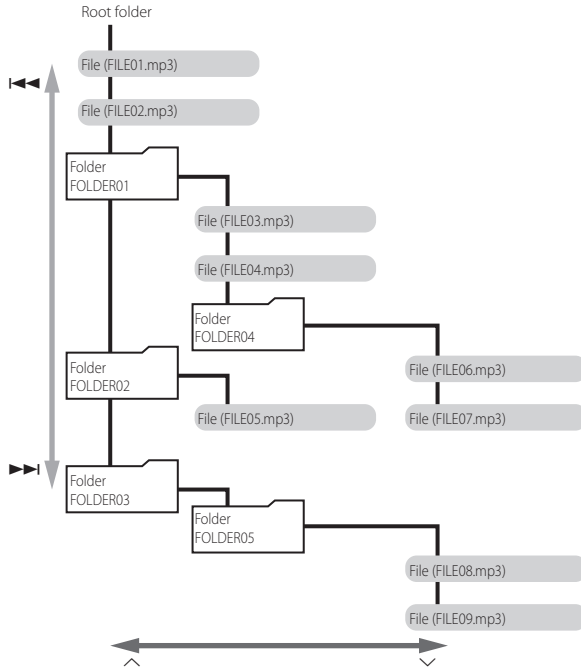 Root folder
File (FILE01.mp3)
File (FILE02.mp3)
Folder
FOLDER01
File (FILE03.mp3)
File (FILE04.mp3)
Folder
FOLDER04
File (FILE06.mp3)
File (FILE07.mp3)
Folder
FOLDER02
File (FILE05.mp3)
Folder
FOLDER03
Folder
FOLDER05
File (FILE08.mp3)
File (FILE09.mp3)